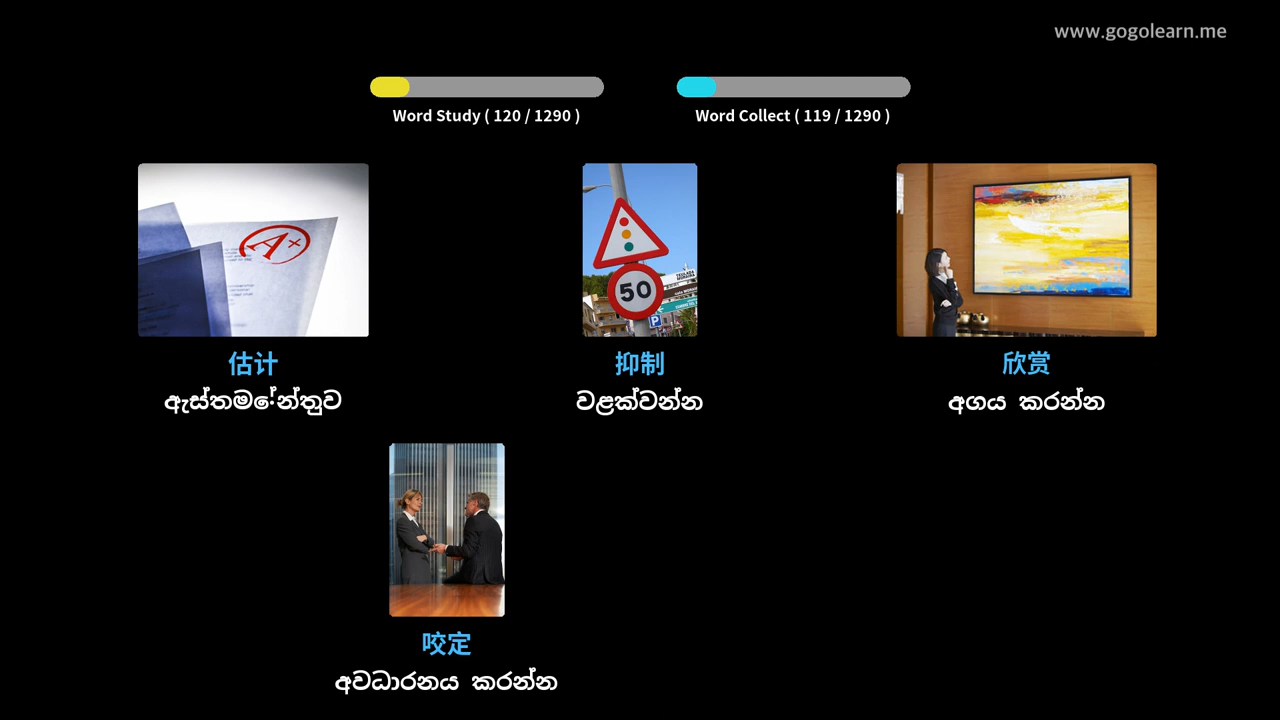 www.gogolearn.me
Word Study ( 120 / 1290 )
Word Collect ( 119 / 1290 )
A+
50
P
估计
ඇස්තමේන්තුව
抑制
වළක්වන්න
欣赏
අගය කරන්න
咬定
අවධාරනය කරන්න